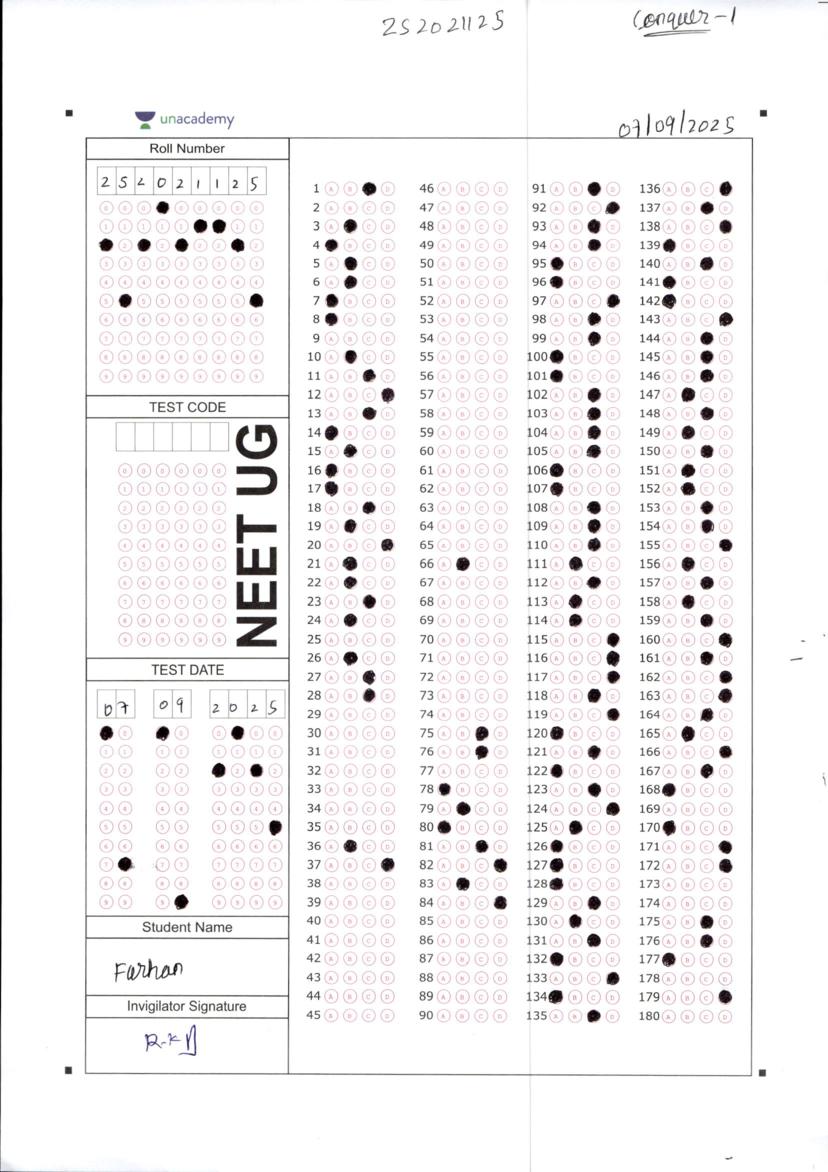 252021125
Conquer-1
unacademy
07/09/2025
Roll Number
2 5 2 0 2 1 1 2 5
TEST CODE
NEET UG
TEST DATE
07 09 2025
Student Name
Farhan
Invigilator Signature
1 A B D 46 A B C D 91 A B D 136 A B C
2 A B C D 47 A B C D 92 A B C 137 A B D
3 A C D 48 A B C D 93 A B D 138 A B C
4 B C D 49 A B C D 94 A B D 139 B C D
5 A C D 50 A B C D 95 B C D 140 A B D
6 A C D 51 A B C D 96 B C D 141 B C D
7 B C D 52 A B C D 97 A B C 142 B C D
8 B C D 53 A B C D 98 A B D 143 A B C
9 A B C D 54 A B C D 99 A B D 144 A B D
10 A C D 55 A B C D 100 B C D 145 A B D
11 A B D 56 A B C D 101 B C D 146 A B D
12 A B C 57 A B C D 102 A B D 147 A C D
13 A B D 58 A B C D 103 A B D 148 A B D
14 B C D 59 A B C D 104 A B D 149 A C D
15 A C D 60 A B C D 105 A B D 150 A B D
16 B C D 61 A B C D 106 B C D 151 A C D
17 B C D 62 A B C D 107 B C D 152 A C D
18 A B D 63 A B C D 108 A B D 153 A B D
19 A C D 64 A B C D 109 A B D 154 A B D
20 A B C 65 A B C D 110 A B D 155 A B C
21 A C D 66 A C D 111 A C D 156 A C D
22 A C D 67 A B C D 112 A B D 157 A B D
23 A B D 68 A B C D 113 A C D 158 A C D
24 A C D 69 A B C D 114 A C D 159 A B D
25 A B C D 70 A B C D 115 A B C 160 A B C
26 A C D 71 A B C D 116 A B C 161 A B D
27 A B D 72 A B C D 117 A B C 162 A B C
28 A B D 73 A B C D 118 A B D 163 A B C
29 A B C D 74 A B C D 119 A B C 164 A B D
30 A B C D 75 A B D 120 B C D 165 A C D
31 A B C D 76 A B D 121 A B D 166 A B C
32 A B C D 77 A B C D 122 B C D 167 A B D
33 A B C D 78 B C D 123 A B D 168 B C D
34 A B C D 79 A C D 124 A B C 169 A B C D
35 A B C D 80 B C D 125 A C D 170 B C D
36 A C D 81 A B D 126 B C D 171 A B C
37 A B C 82 A B C 127 B C D 172 A B C
38 A B C D 83 A C D 128 B C D 173 A B C D
39 A B C D 84 A B C 129 A B D 174 A B C D
40 A B C D 85 A B C D 130 A C D 175 A B D
41 A B C D 86 A B C D 131 A B D 176 A B D
42 A B C D 87 A B C D 132 B C D 177 B C D
43 A B C D 88 A B C D 133 A B C 178 A B C D
44 A B C D 89 A B C D 134 B C D 179 A B C
45 A B C D 90 A B C D 135 A B D 180 A B C D